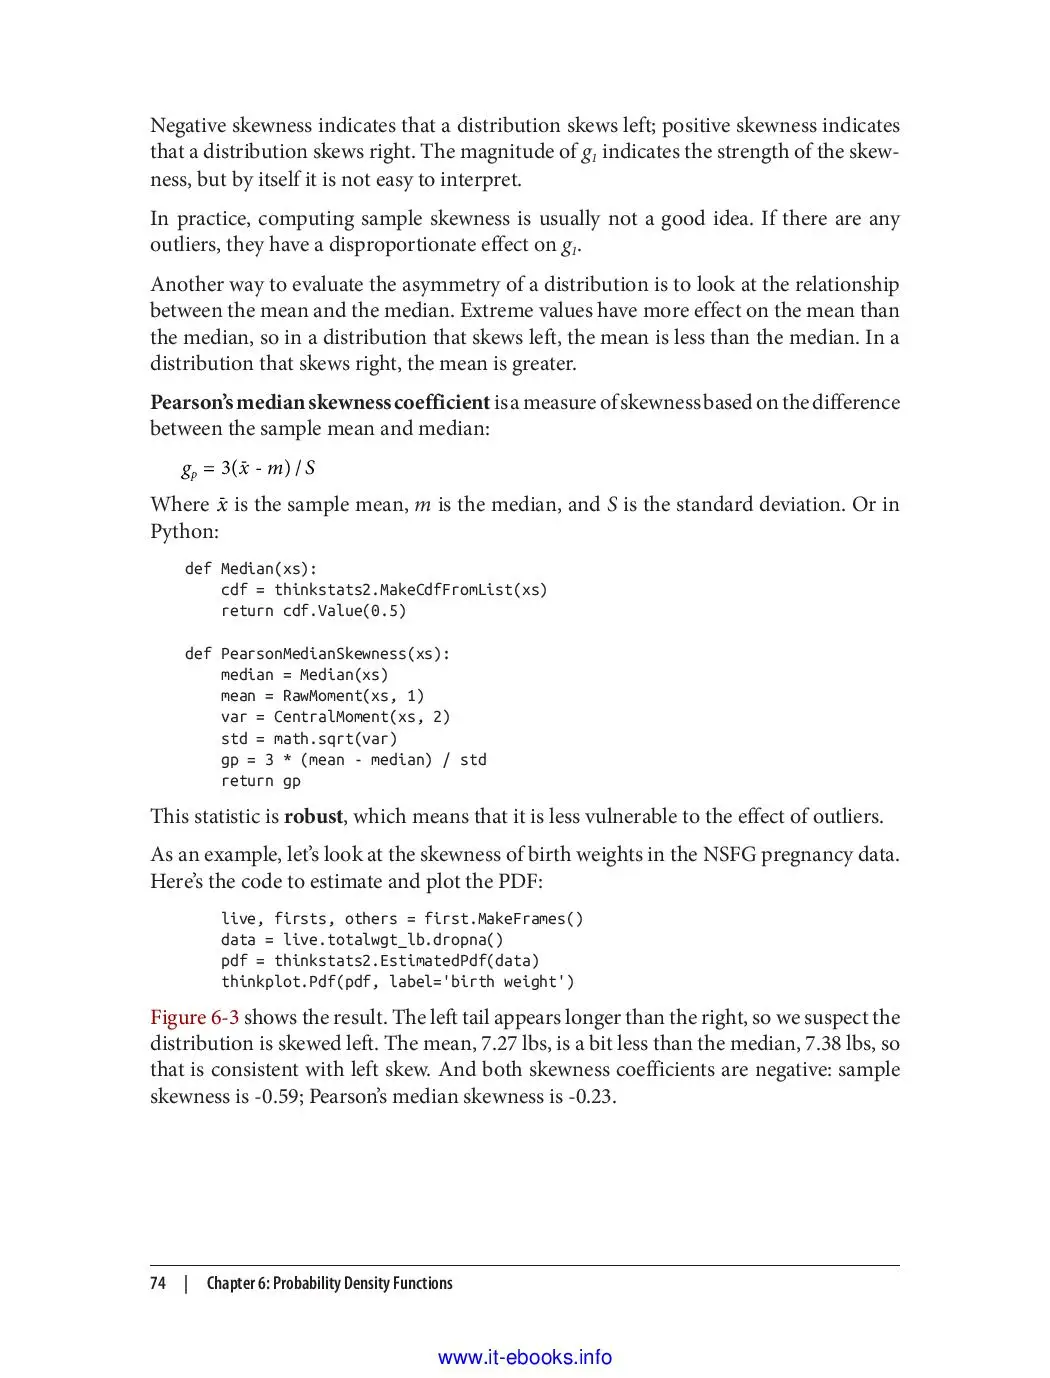 Negative skewness indicates that a distribution skews left; positive skewness indicates
that a distribution skews right. The magnitude of g1 indicates the strength of the skew-
ness, but by itself it is not easy to interpret.
In practice, computing sample skewness is usually not a good idea. If there are any
outliers, they have a disproportionate effect on g1.
Another way to evaluate the asymmetry of a distribution is to look at the relationship
between the mean and the median. Extreme values have more effect on the mean than
the median, so in a distribution that skews left, the mean is less than the median. In a
distribution that skews right, the mean is greater.
Pearson’s median skewness coefficient is a measure of skewness based on the difference
between the sample mean and median:
gp = 3(x̄ - m) / S
Where x̄ is the sample mean, m is the median, and S is the standard deviation. Or in
Python:
def Median(xs):
    cdf = thinkstats2.MakeCdfFromList(xs)
    return cdf.Value(0.5)
def PearsonMedianSkewness(xs):
    median = Median(xs)
    mean = RawMoment(xs, 1)
    var = CentralMoment(xs, 2)
    std = math.sqrt(var)
    gp = 3 * (mean - median) / std
    return gp
This statistic is robust, which means that it is less vulnerable to the effect of outliers.
As an example, let’s look at the skewness of birth weights in the NSFG pregnancy data.
Here’s the code to estimate and plot the PDF:
    live, firsts, others = first.MakeFrames()
    data = live.totalwgt_lb.dropna()
    pdf = thinkstats2.EstimatedPdf(data)
    thinkplot.Pdf(pdf, label='birth weight')
Figure 6-3 shows the result. The left tail appears longer than the right, so we suspect the
distribution is skewed left. The mean, 7.27 lbs, is a bit less than the median, 7.38 lbs, so
that is consistent with left skew. And both skewness coefficients are negative: sample
skewness is -0.59; Pearson’s median skewness is -0.23.
74 | Chapter 6: Probability Density Functions
www.it-ebooks.info